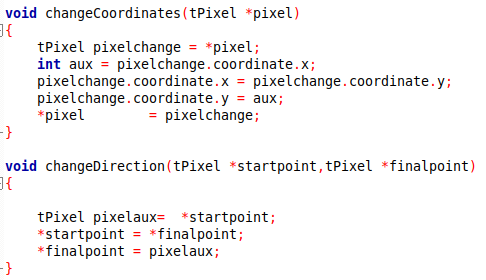 void changeCoordinates(tPixel *pixel)
{
    tPixel pixelchange = *pixel;
    int aux = pixelchange.coordinate.x;
    pixelchange.coordinate.x = pixelchange.coordinate.y;
    pixelchange.coordinate.y = aux;
    *pixel        = pixelchange;
}

void changeDirection(tPixel *startpoint,tPixel *finalpoint)
{

    tPixel pixelaux=  *startpoint;
    *startpoint = *finalpoint;
    *finalpoint = pixelaux;
}